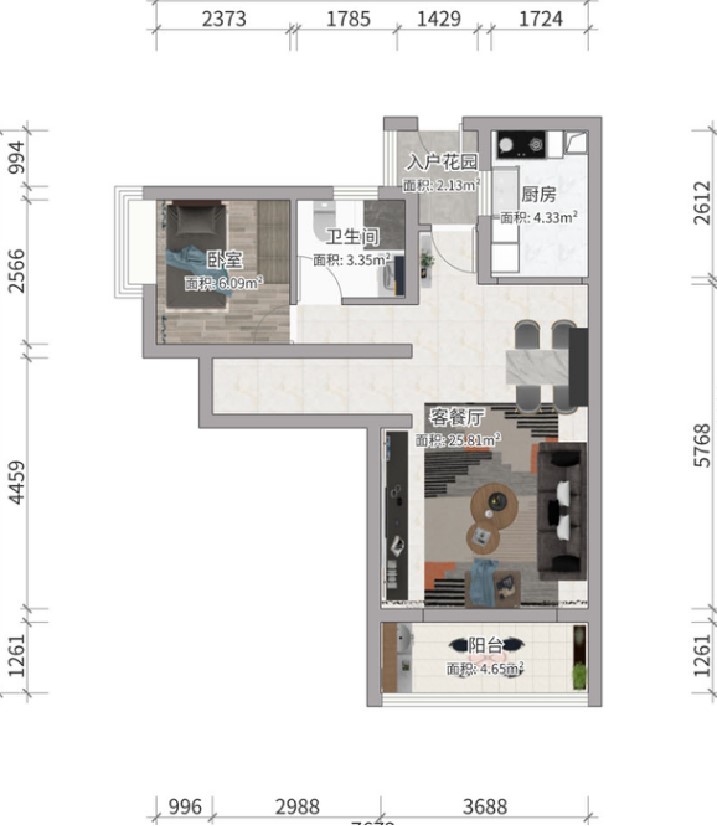 2373
1785
1429
1724
994
2566
4459
1261
2612
5768
1261
入户花园
面积: 2.13m²
厨房
面积: 4.33m²
卫生间
面积: 3.35m²
卧室
面积: 6.09m²
客餐厅
面积: 25.81m²
阳台
面积: 4.65m²
996
2988
3688